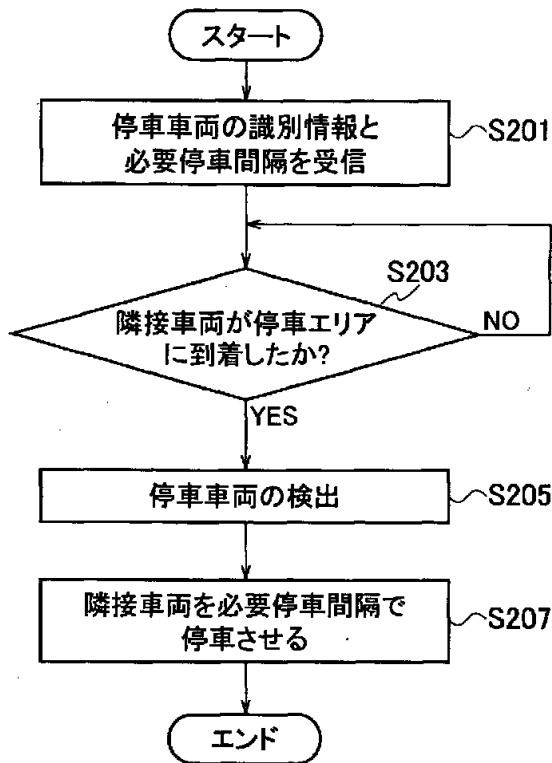 スタート
停車車両の識別情報と
必要停車間隔を受信
S201
S203
隣接車両が停車エリア
に到着したか?
NO
YES
停車車両の検出
S205
隣接車両を必要停車間隔で
停車させる
S207
エンド